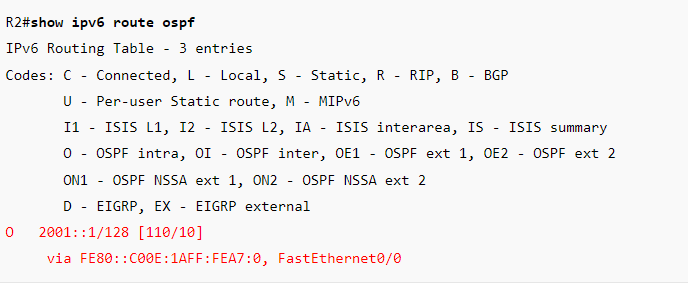 R2#show ipv6 route ospf
IPv6 Routing Table - 3 entries
Codes: C - Connected, L - Local, S - Static, R - RIP, B - BGP
U - Per-user Static route, M - MIPv6
I1 - ISIS L1, I2 - ISIS L2, IA - ISIS interarea, IS - ISIS summary
O - OSPF intra, OI - OSPF inter, OE1 - OSPF ext 1, OE2 - OSPF ext 2
ON1 - OSPF NSSA ext 1, ON2 - OSPF NSSA ext 2
D - EIGRP, EX - EIGRP external
O 2001::1/128 [110/10]
via FE80::C00E:1AFF:FEA7:0, FastEthernet0/0